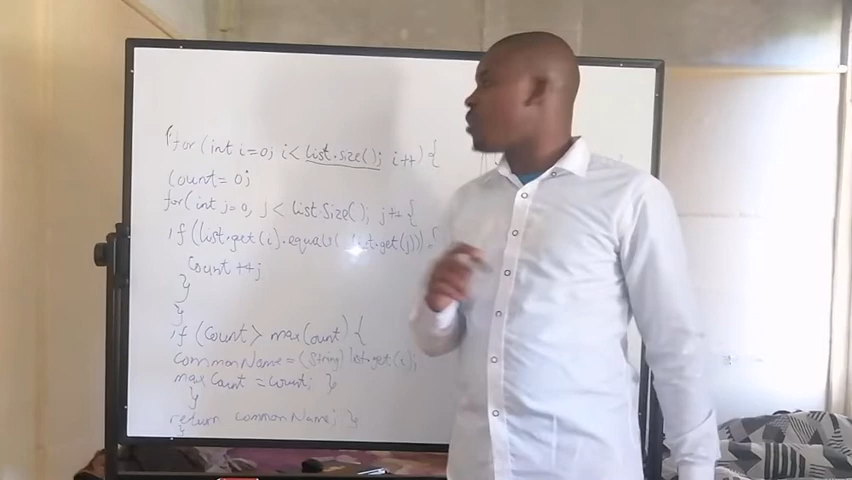 for (int i=0; i< list.size(); i++) {
count= 0;
for (int j=0, j< list.size( ); j++ {
if (list.get(i).equals( list.get(j)) {
Count ++;
}
}
if (Count> maxCount) {
commonName= (String) list.get(i);
maxCount =count; }
}
return commonName; }